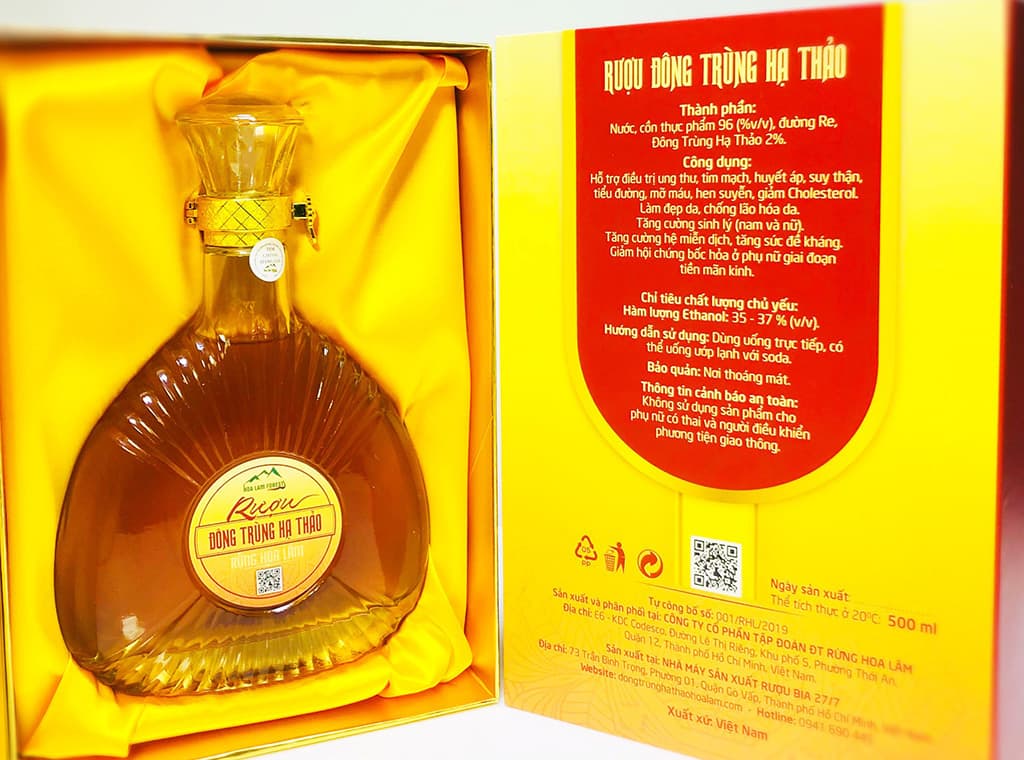 HOA LAM FOREST
Rượu
ĐÔNG TRÙNG HẠ THẢO
RỪNG HOA LÂM
RƯỢU ĐÔNG TRÙNG HẠ THẢO
Thành phần:
Nước, cồn thực phẩm 96 (%v/v), đường Re,
Đông Trùng Hạ Thảo 2%.
Công dụng:
Hỗ trợ điều trị ung thư, tim mạch, huyết áp, suy thận,
tiểu đường, mỡ máu, hen suyễn, giảm Cholesterol.
Làm đẹp da, chống lão hóa da.
Tăng cường sinh lý (nam và nữ).
Tăng cường hệ miễn dịch, tăng sức đề kháng.
Giảm hội chứng bốc hỏa ở phụ nữ giai đoạn
tiền mãn kinh.
Chỉ tiêu chất lượng chủ yếu:
Hàm lượng Ethanol: 35 - 37 % (v/v).
Hướng dẫn sử dụng: Dùng uống trực tiếp, có
thể uống ướp lạnh với soda.
Bảo quản: Nơi thoáng mát.
Thông tin cảnh báo an toàn:
Không sử dụng sản phẩm cho
phụ nữ có thai và người điều khiển
phương tiện giao thông.
05
PP
Ngày sản xuất:
Thể tích thực ở 20°C: 500 ml
Tự công bố số: 001/RHL/2019
Sản xuất và phân phối tại: CÔNG TY CỔ PHẦN TẬP ĐOÀN ĐT RỪNG HOA LÂM
Địa chỉ: E6 - KDC Codesco, Đường Lê Thị Riêng, Khu phố 5, Phường Thới An,
Quận 12, Thành phố Hồ Chí Minh, Việt Nam.
Sản xuất tại: NHÀ MÁY SẢN XUẤT RƯỢU BIA 27/7
Địa chỉ: 73 Trần Bình Trọng, Phường 01, Quận Gò Vấp, Thành phố Hồ Chí Minh, Việt Nam
Website: dongtrunghathaohoalam.com - Hotline: 0941 690 445
Xuất xứ: Việt Nam